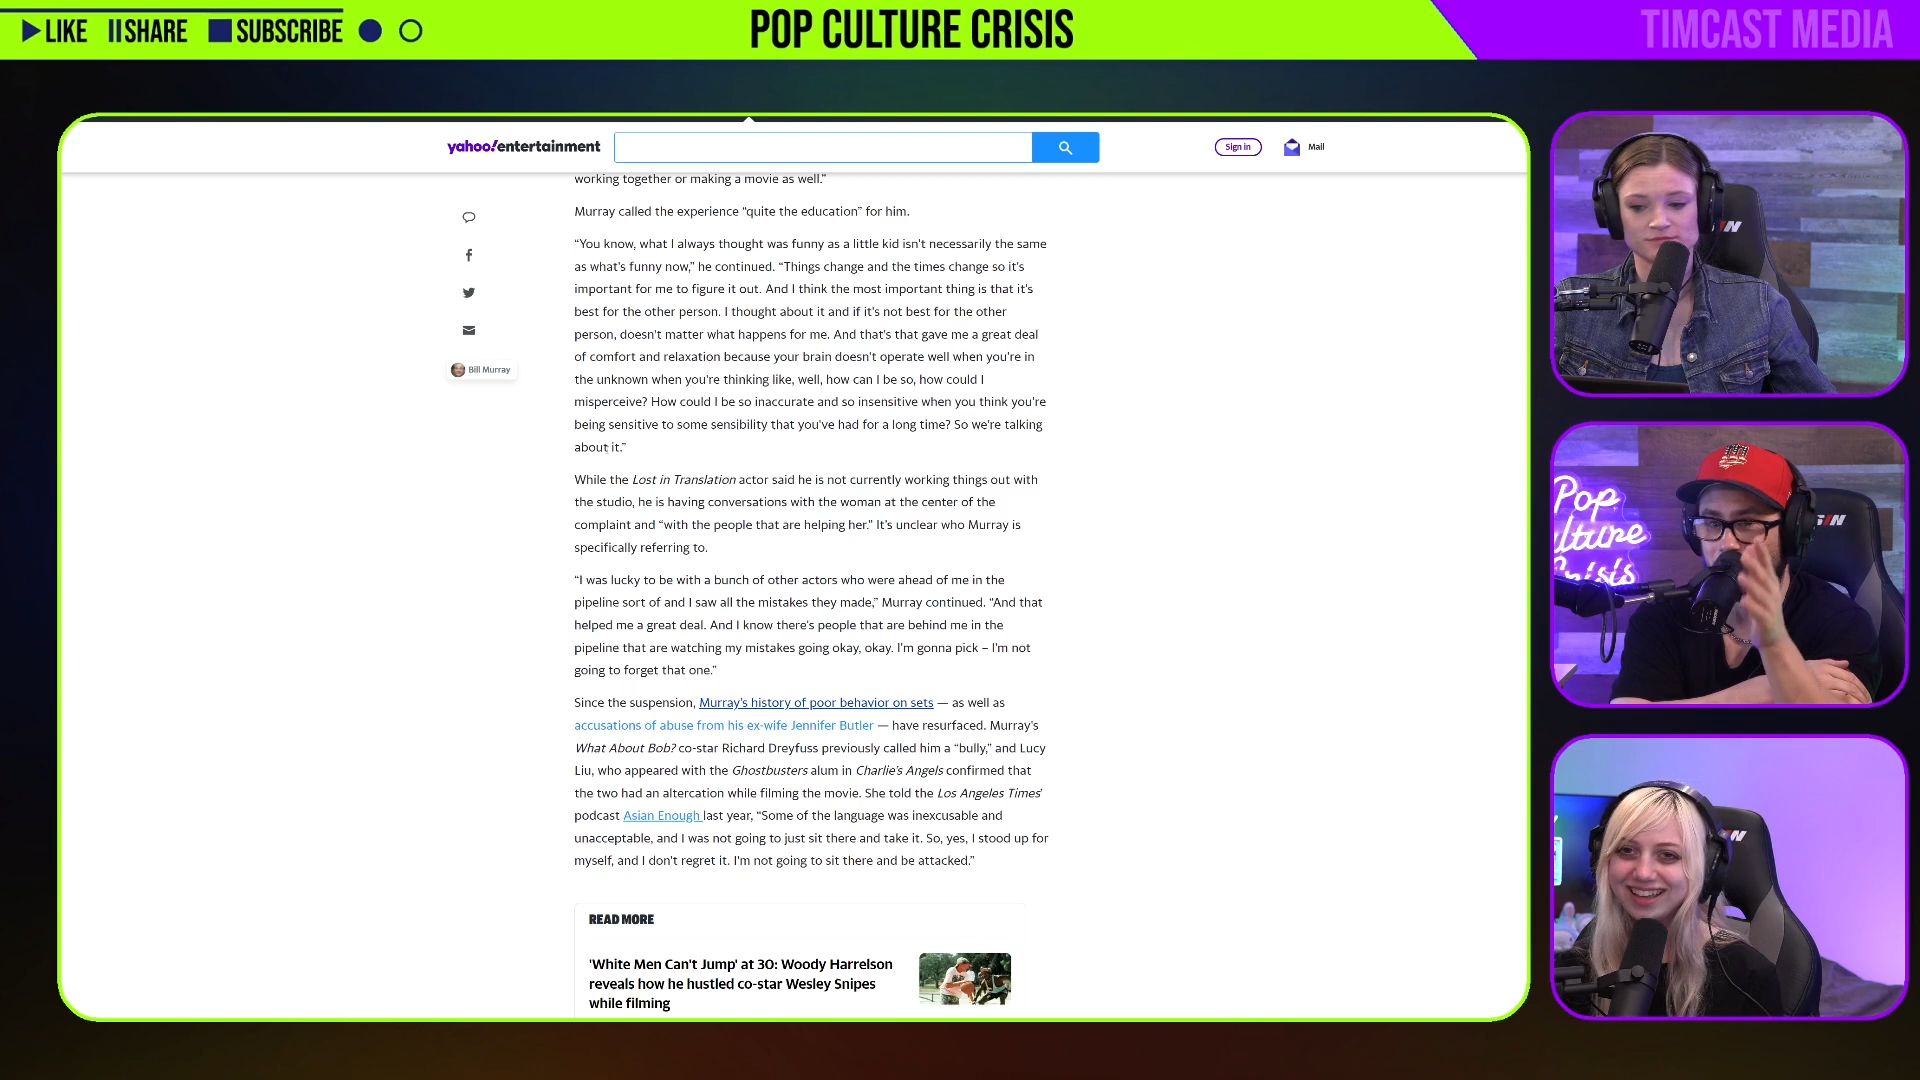 LIKE SHARE SUBSCRIBE
POP CULTURE CRISIS
TIMCAST MEDIA
yahoo!entertainment
Sign in
Mail
working together or making a movie as well.”
Murray called the experience “quite the education” for him.
“You know, what I always thought was funny as a little kid isn't necessarily the same
as what's funny now,” he continued. “Things change and the times change so it's
important for me to figure it out. And I think the most important thing is that it's
best for the other person. I thought about it and if it's not best for the other
person, doesn't matter what happens for me. And that's that gave me a great deal
of comfort and relaxation because your brain doesn't operate well when you're in
the unknown when you're thinking like, well, how can I be so, how could I
misperceive? How could I be so inaccurate and so insensitive when you think you're
being sensitive to some sensibility that you've had for a long time? So we're talking
about it.”
Bill Murray
While the Lost in Translation actor said he is not currently working things out with
the studio, he is having conversations with the woman at the center of the
complaint and “with the people that are helping her.” It's unclear who Murray is
specifically referring to.
“I was lucky to be with a bunch of other actors who were ahead of me in the
pipeline sort of and I saw all the mistakes they made,” Murray continued. “And that
helped me a great deal. And I know there's people that are behind me in the
pipeline that are watching my mistakes going okay, okay. I'm gonna pick – I'm not
going to forget that one.”
Since the suspension, Murray's history of poor behavior on sets — as well as
accusations of abuse from his ex-wife Jennifer Butler — have resurfaced. Murray's
What About Bob? co-star Richard Dreyfuss previously called him a “bully,” and Lucy
Liu, who appeared with the Ghostbusters alum in Charlie's Angels confirmed that
the two had an altercation while filming the movie. She told the Los Angeles Times'
podcast Asian Enough last year, “Some of the language was inexcusable and
unacceptable, and I was not going to just sit there and take it. So, yes, I stood up for
myself, and I don't regret it. I'm not going to sit there and be attacked.”
READ MORE
'White Men Can't Jump' at 30: Woody Harrelson
reveals how he hustled co-star Wesley Snipes
while filming
Pop